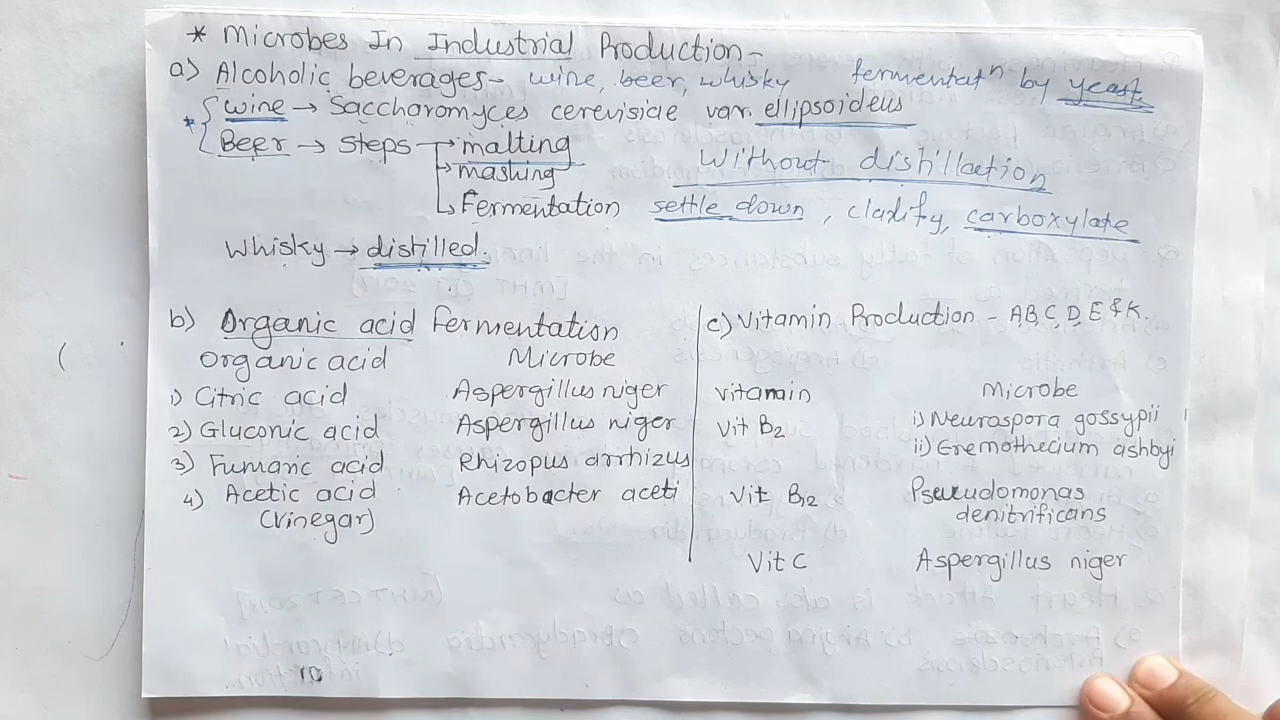 * Microbes In Industrial Production -
a) Alcoholic beverages - wine, beer, whisky fermentatⁿ by yeast
* { wine → Saccharomyces cerevisiae var. ellipsoideus
Beer → Steps → malting
Without distillation
→ mashing
↳ Fermentation settle down, clarify, carboxylate
Whisky → distilled.
b) Organic acid Fermentation
Organic acid Microbe
1) Citric acid Aspergillus niger
2) Gluconic acid Aspergillus niger
3) Fumaric acid Rhizopus arrhizus
4) Acetic acid Acetobacter aceti
(Vinegar)
c) Vitamin Production - A,B,C,D,E & K.
Vitamin Microbe
Vit B2 i) Neurospora gossypii
ii) Eremothecium ashbyi
Vit B12 Pseudomonas
denitrificans
Vit C Aspergillus niger
10